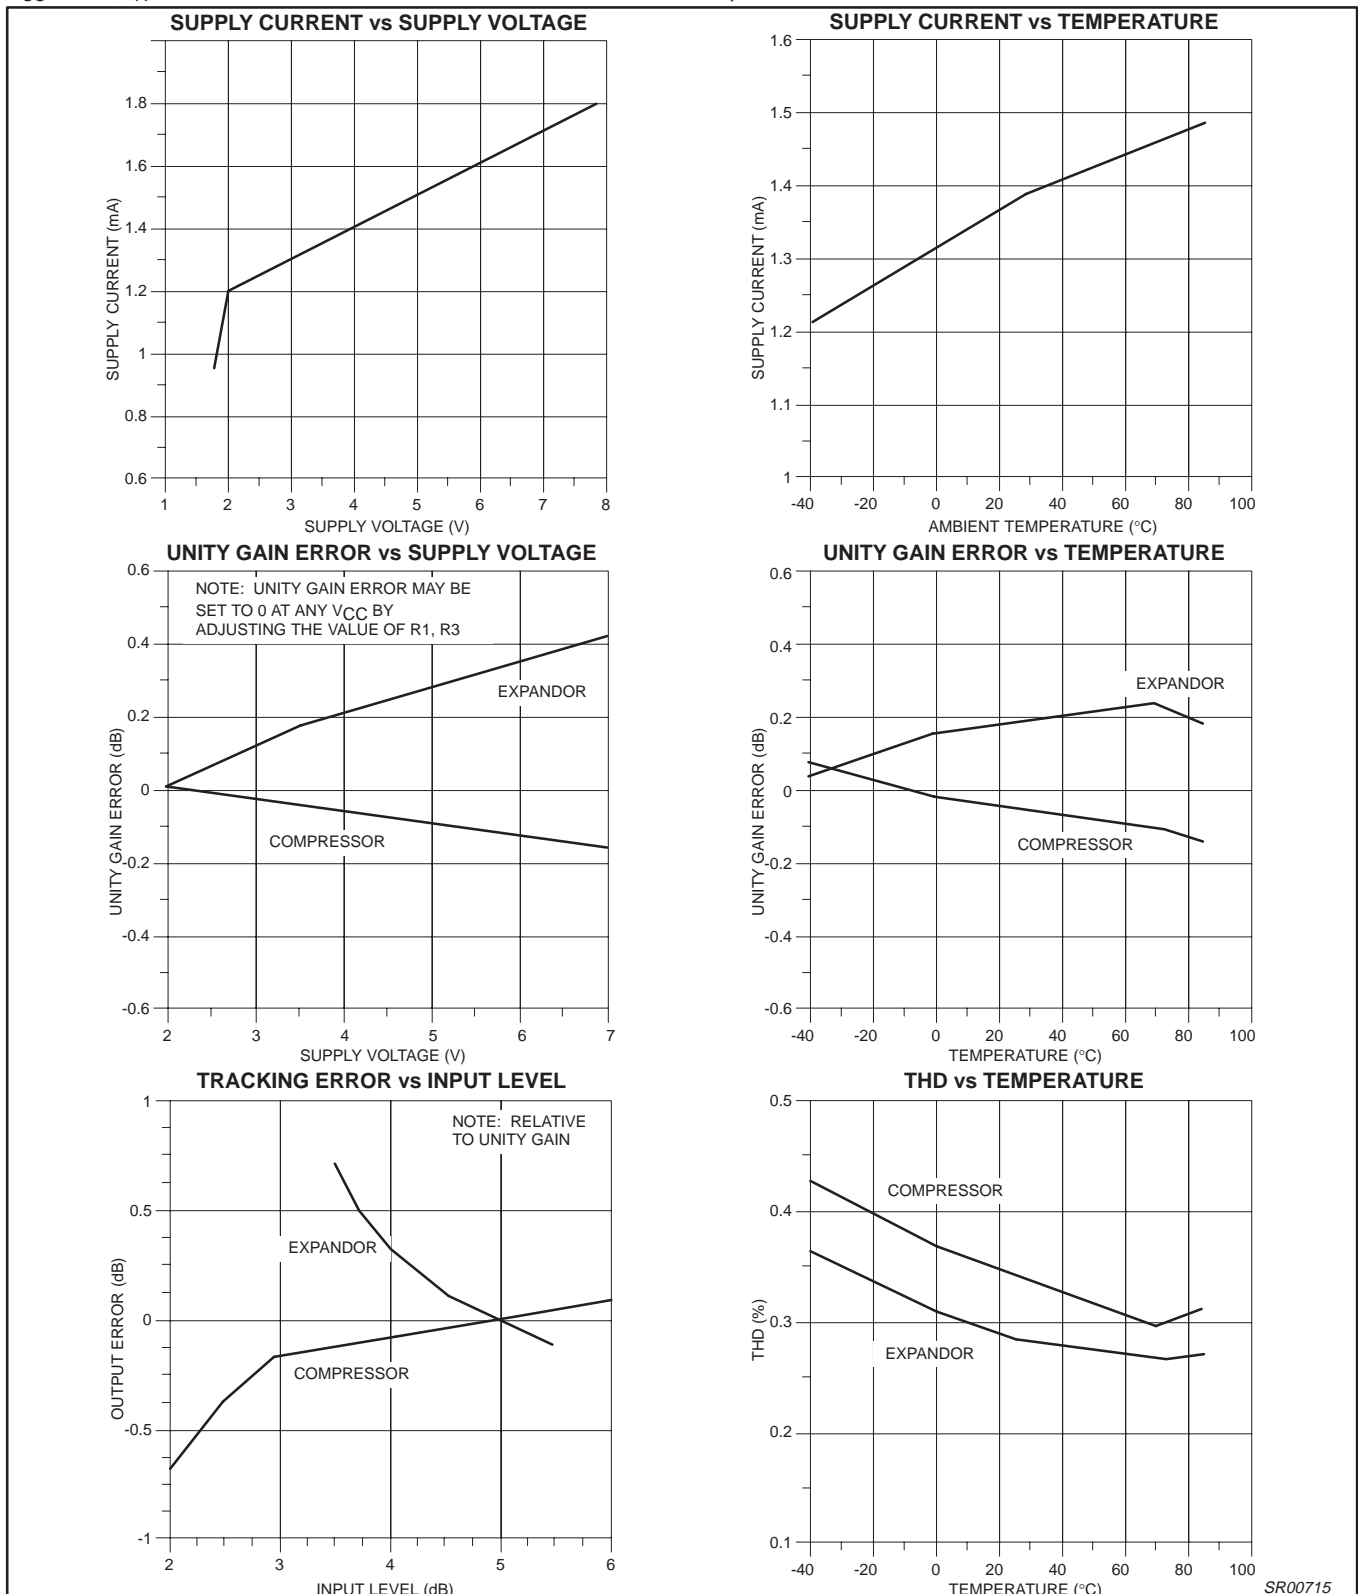 SUPPLY CURRENT vs SUPPLY VOLTAGE
1.8
1.6
1.4
1.2
1
0.8
0.6
SUPPLY CURRENT (mA)
1 2 3 4 5 6 7 8
SUPPLY VOLTAGE (V)
SUPPLY CURRENT vs TEMPERATURE
1.6
1.5
1.4
1.3
1.2
1.1
1
SUPPLY CURRENT (mA)
-40 -20 0 20 40 60 80 100
AMBIENT TEMPERATURE (°C)
UNITY GAIN ERROR vs SUPPLY VOLTAGE
NOTE: UNITY GAIN ERROR MAY BE
SET TO 0 AT ANY VCC BY
ADJUSTING THE VALUE OF R1, R3
0.6
0.4
0.2
0
-0.2
-0.4
-0.6
UNITY GAIN ERROR (dB)
EXPANDOR
COMPRESSOR
2 3 4 5 6 7
SUPPLY VOLTAGE (V)
UNITY GAIN ERROR vs TEMPERATURE
0.6
0.4
0.2
0
-0.2
-0.4
-0.6
UNITY GAIN ERROR (dB)
EXPANDOR
COMPRESSOR
-40 -20 0 20 40 60 80 100
TEMPERATURE (°C)
TRACKING ERROR vs INPUT LEVEL
NOTE: RELATIVE
TO UNITY GAIN
1
0.5
0
-0.5
-1
OUTPUT ERROR (dB)
EXPANDOR
COMPRESSOR
2 3 4 5 6
INPUT LEVEL (dB)
THD vs TEMPERATURE
0.5
0.4
0.3
0.2
0.1
THD (%)
COMPRESSOR
EXPANDOR
-40 -20 0 20 40 60 80 100
TEMPERATURE (°C)
SR00715